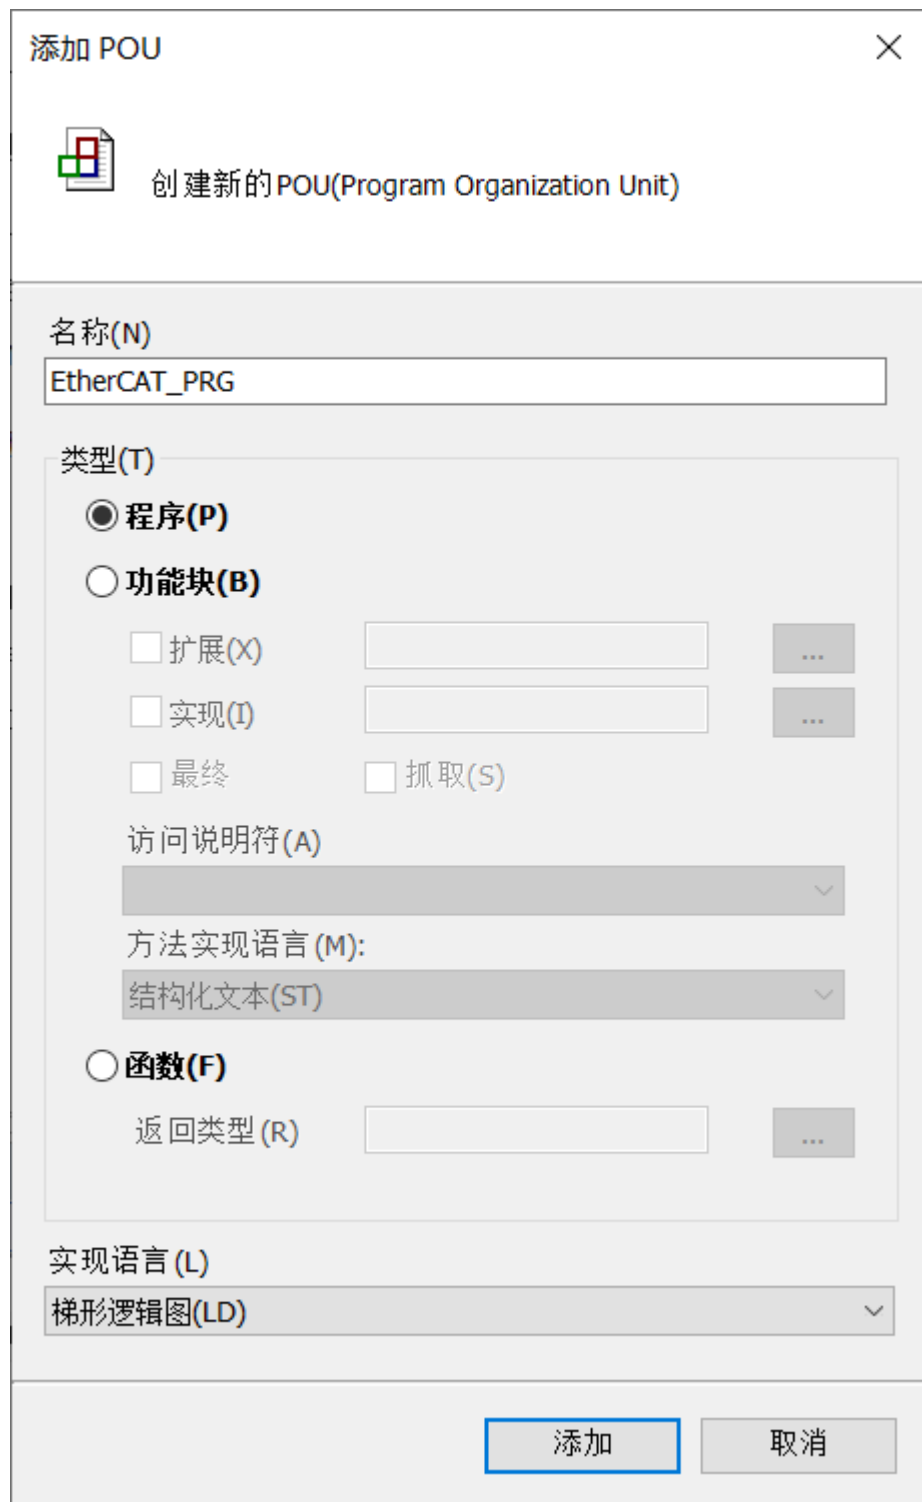 添加 POU
创建新的POU(Program Organization Unit)
名称(N)
EtherCAT_PRG
类型(T)
程序(P)
功能块(B)
扩展(X)
...
实现(I)
...
最终 抓取(S)
访问说明符(A)
方法实现语言(M):
结构化文本(ST)
函数(F)
返回类型(R)
...
实现语言(L)
梯形逻辑图(LD)
添加 取消